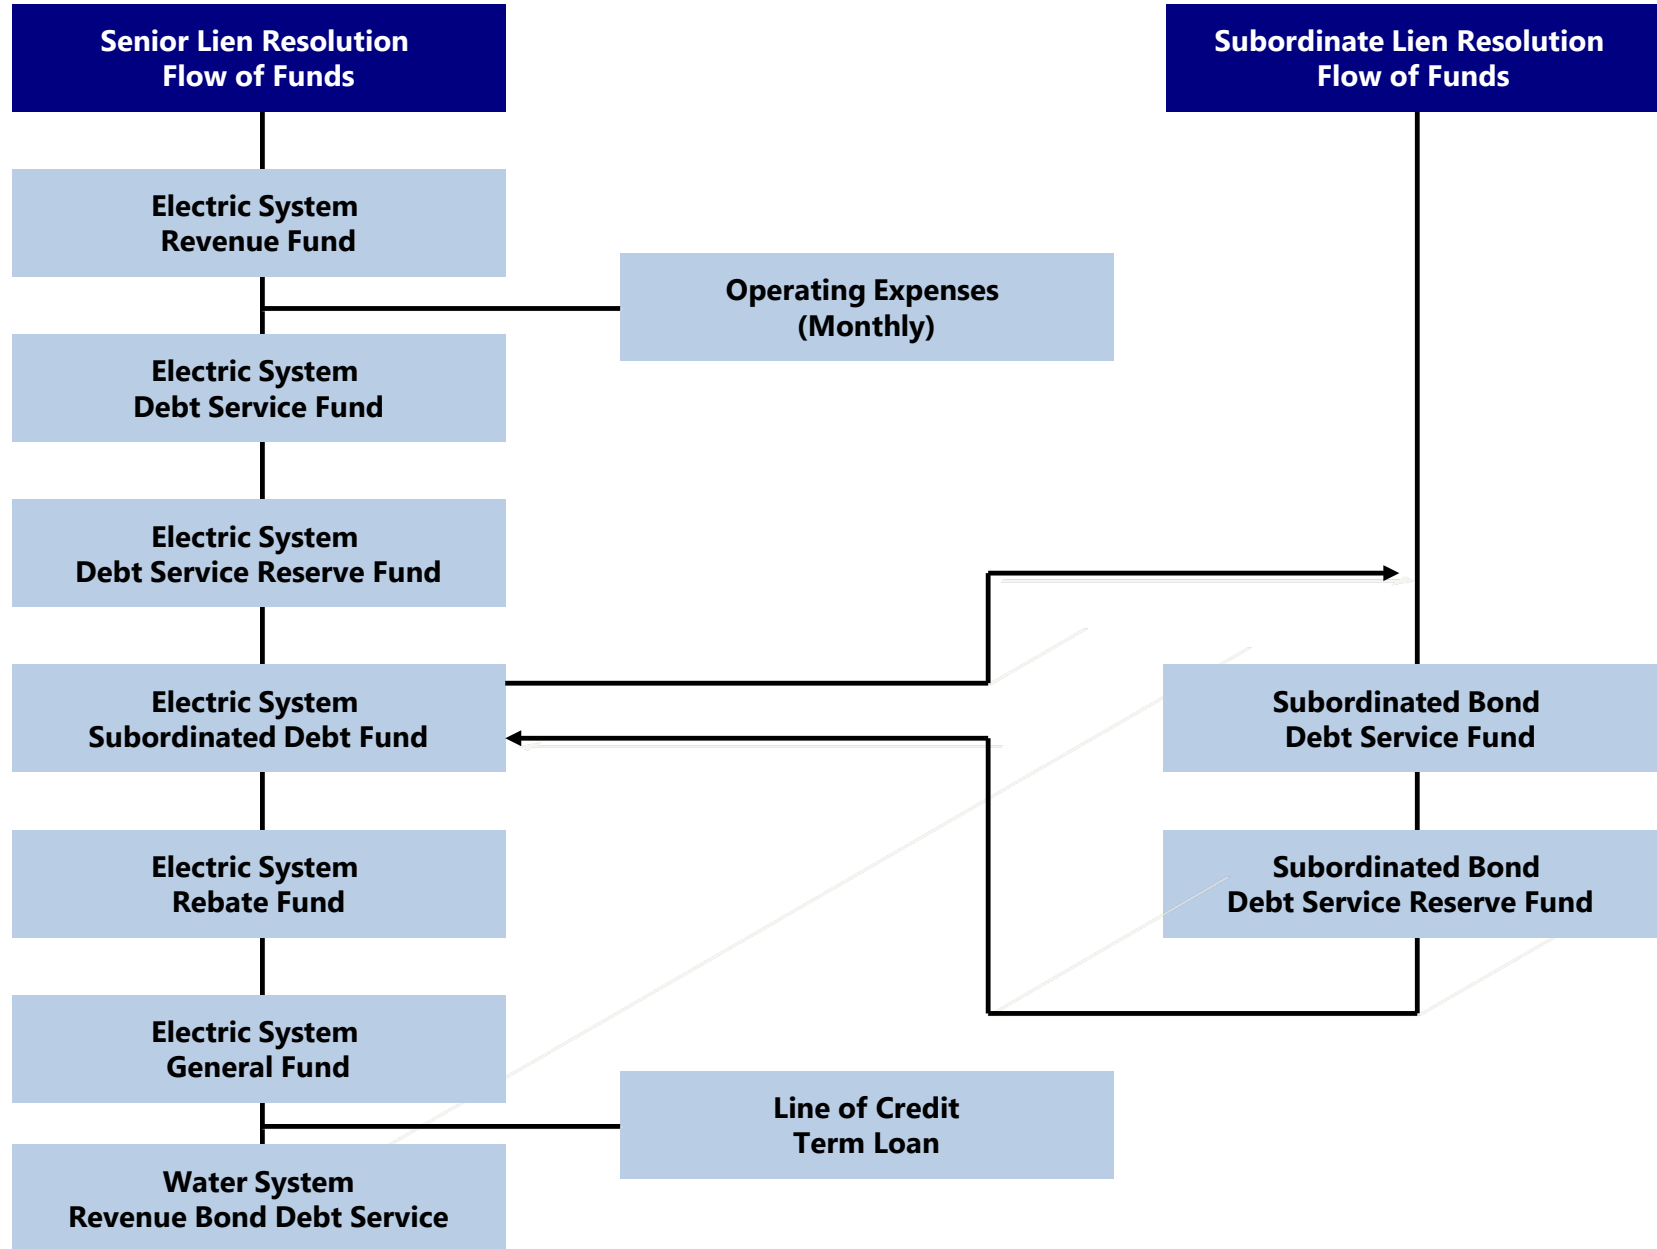 Senior Lien Resolution
Flow of Funds
Subordinate Lien Resolution
Flow of Funds
Electric System
Revenue Fund
Operating Expenses
(Monthly)
Electric System
Debt Service Fund
Electric System
Debt Service Reserve Fund
Electric System
Subordinated Debt Fund
Subordinated Bond
Debt Service Fund
Electric System
Rebate Fund
Subordinated Bond
Debt Service Reserve Fund
Electric System
General Fund
Line of Credit
Term Loan
Water System
Revenue Bond Debt Service